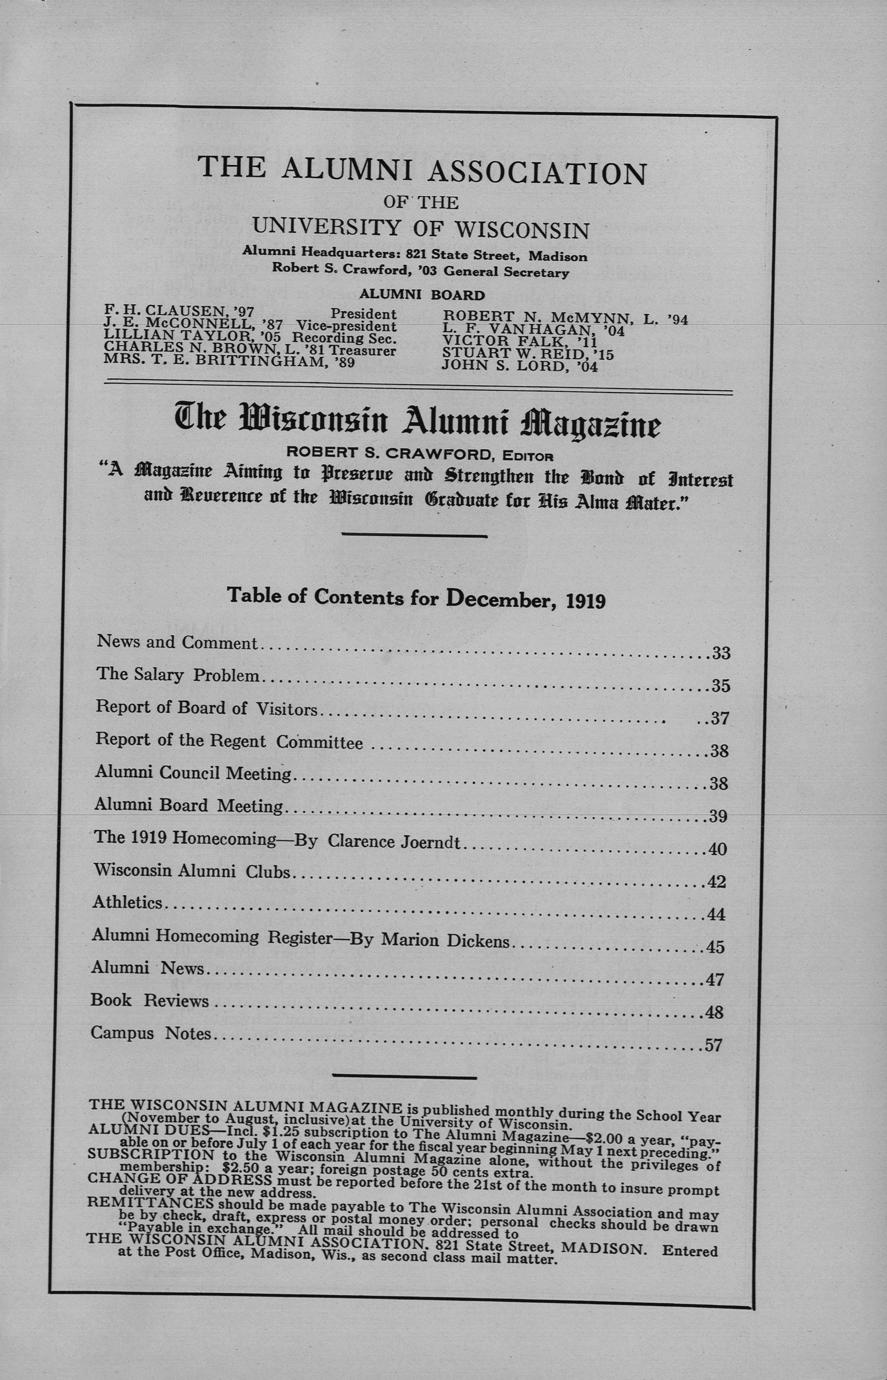 THE ALUMNI ASSOCIATION
OF THE
UNIVERSITY OF WISCONSIN
Alumni Headquarters: 821 State Street, Madison
Robert S. Crawford, '03 General Secretary
ALUMNI BOARD
F. H. CLAUSEN, '97 President
J. E. McCONNELL, '87 Vice-president
LILLIAN TAYLOR, '05 Recording Sec.
CHARLES N. BROWN, L. '81 Treasurer
MRS. T. E. BRITTINGHAM, '89
ROBERT N. McMYNN, L. '94
L. F. VAN HAGAN, '04
VICTOR FALK, '11
STUART W. REID, '15
JOHN S. LORD, '04
The Wisconsin Alumni Magazine
ROBERT S. CRAWFORD, EDITOR
"A Magazine Aiming to Preserve and Strengthen the Bond of Interest
and Reverence of the Wisconsin Graduate for His Alma Mater."
Table of Contents for December, 1919
News and Comment.....33
The Salary Problem.....35
Report of Board of Visitors.....37
Report of the Regent Committee.....38
Alumni Council Meeting.....38
Alumni Board Meeting.....39
The 1919 Homecoming—By Clarence Joerndt.....40
Wisconsin Alumni Clubs.....42
Athletics.....44
Alumni Homecoming Register—By Marion Dickens.....45
Alumni News.....47
Book Reviews.....48
Campus Notes.....57
THE WISCONSIN ALUMNI MAGAZINE is published monthly during the School Year
(November to August, inclusive) at the University of Wisconsin.
ALUMNI DUES—Incl. $1.25 subscription to The Alumni Magazine—$2.00 a year, "pay-
able on or before July 1 of each year for the fiscal year beginning May 1 next preceding."
SUBSCRIPTION to the Wisconsin Alumni Magazine alone, without the privileges of
membership: $2.50 a year; foreign postage 50 cents extra.
CHANGE OF ADDRESS must be reported before the 21st of the month to insure prompt
delivery at the new address.
REMITTANCES should be made payable to The Wisconsin Alumni Association and may
be by check, draft, express or postal money order; personal checks should be drawn
"Payable in exchange." All mail should be addressed to
THE WISCONSIN ALUMNI ASSOCIATION. 821 State Street, MADISON. Entered
at the Post Office, Madison, Wis., as second class mail matter.